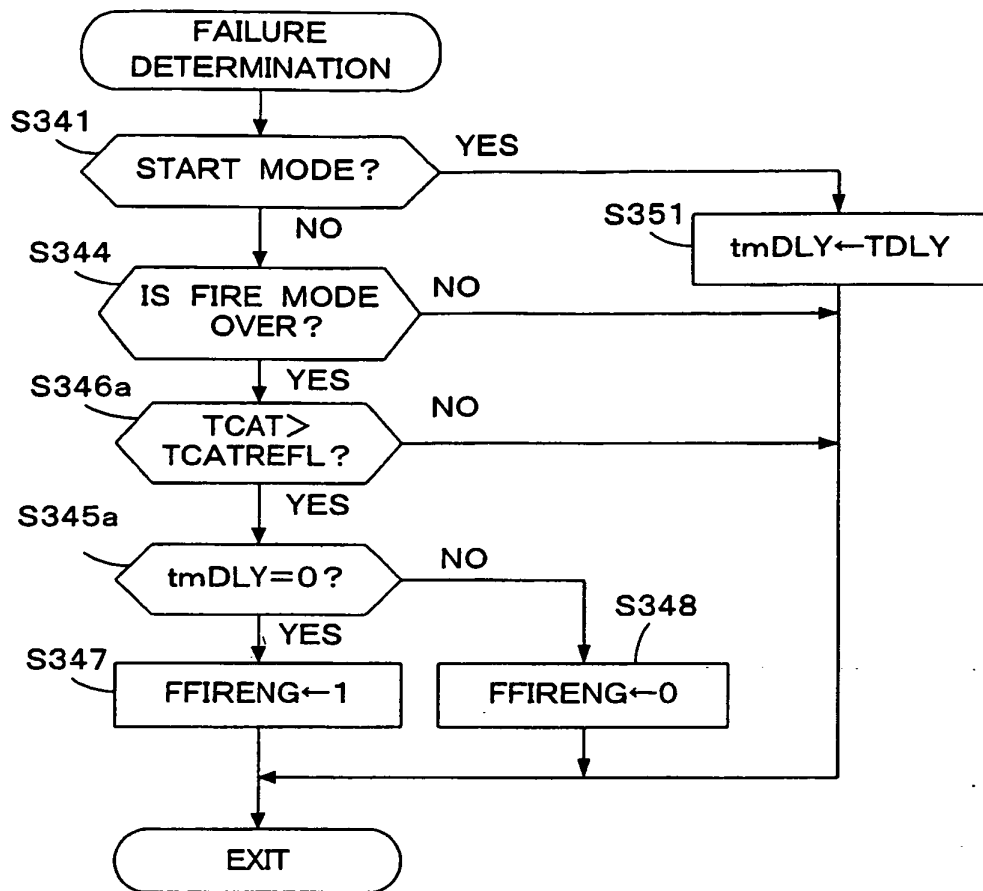 FAILURE
DETERMINATION
S341
START MODE?
YES
NO
S351
tmDLY←TDLY
S344
IS FIRE MODE
OVER?
NO
YES
S346a
TCAT>
TCATREFL?
NO
YES
S345a
tmDLY=0?
NO
YES
S347
FFIRENG←1
S348
FFIRENG←0
EXIT